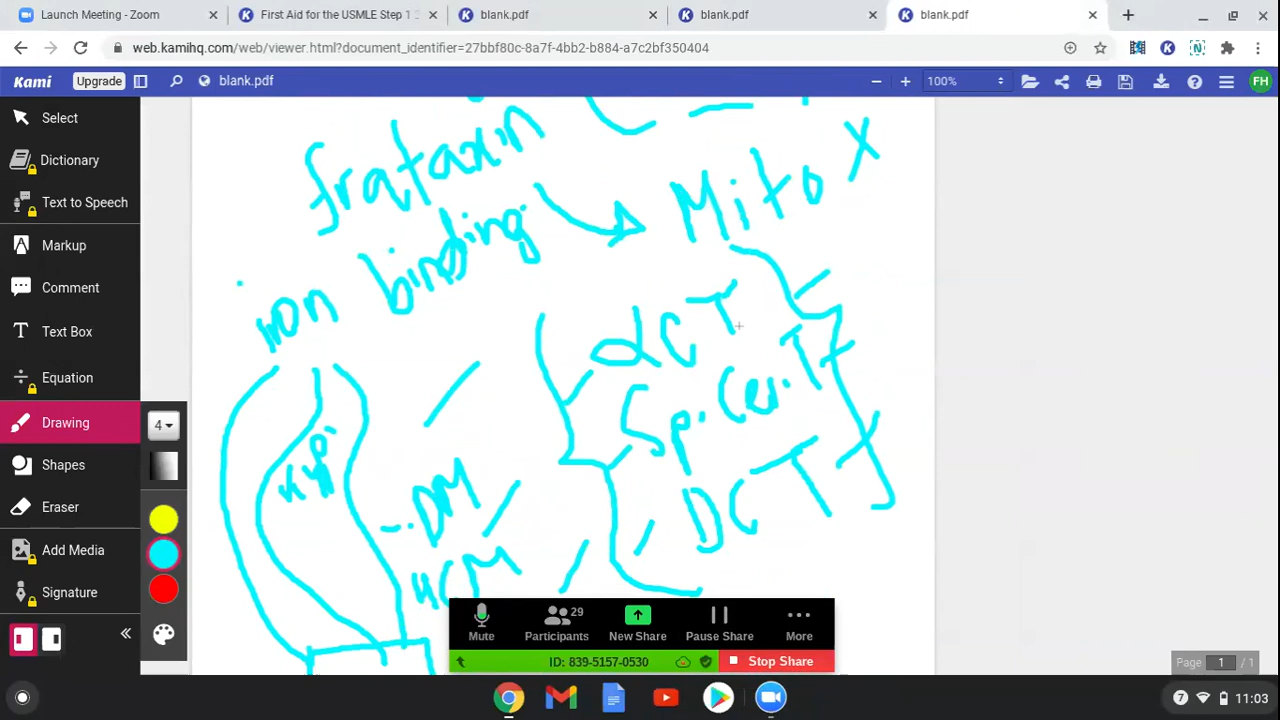 Launch Meeting - Zoom
First Aid for the USMLE Step 1
blank.pdf
blank.pdf
blank.pdf
web.kamihq.com/web/viewer.html?document_identifier=27bbf80c-8a7f-4bb2-b884-a7c2bf350404
Kami
Upgrade
blank.pdf
100%
FH
Select
Dictionary
Text to Speech
Markup
Comment
Text Box
Equation
Drawing
4
Shapes
Eraser
Add Media
Signature
frataxin
Mito X
iron binding
αCT
Sp. Cer. T
DCT
Hyp.
-. DM
HCM
Mute
Participants
29
New Share
Pause Share
More
ID: 839-5157-0530
Stop Share
Page 1 / 1
7
11:03